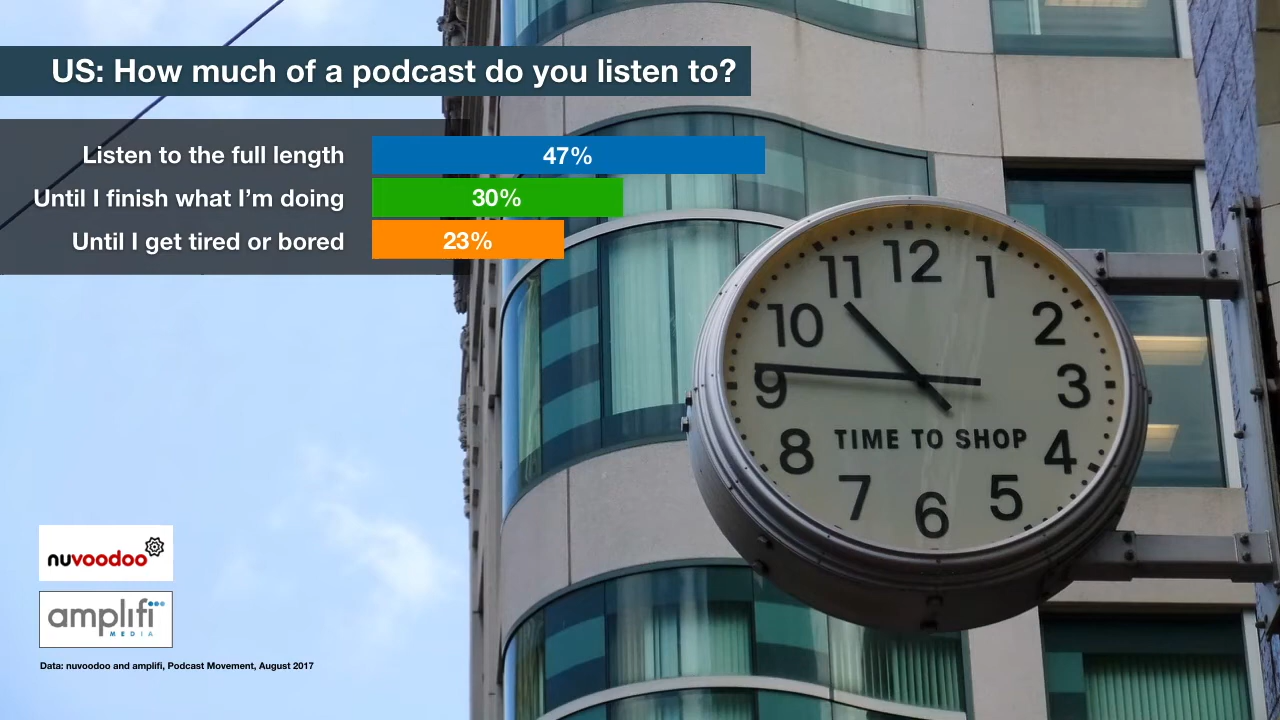 US: How much of a podcast do you listen to?
Listen to the full length 47%
Until I finish what I’m doing 30%
Until I get tired or bored 23%
12
11 1
10 2
9 3
TIME TO SHOP
8 4
7 5
6
nuvoodoo
amplifi
MEDIA
Data: nuvoodoo and amplifi, Podcast Movement, August 2017